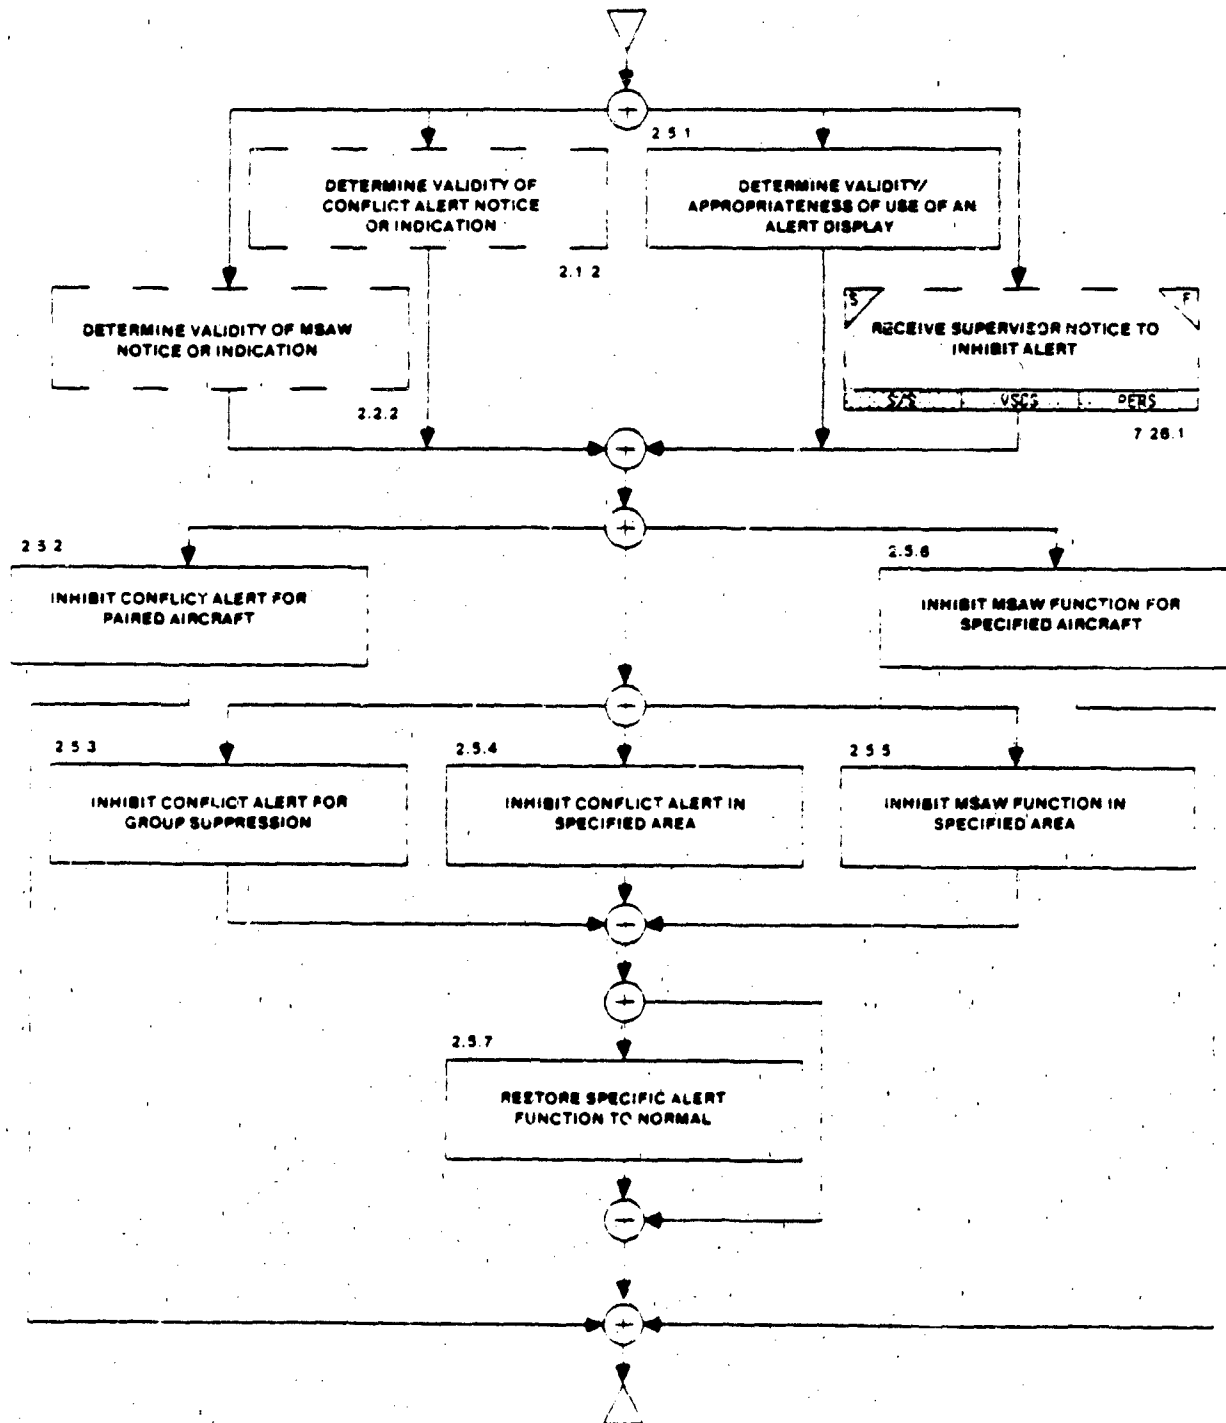 2 5 1
DETERMINE VALIDITY OF
CONFLICT ALERT NOTICE
OR INDICATION
2.1.2
DETERMINE VALIDITY/
APPROPRIATENESS OF USE OF AN
ALERT DISPLAY
DETERMINE VALIDITY OF MSAW
NOTICE OR INDICATION
2.2.2
S
F
RECEIVE SUPERVISOR NOTICE TO
INHIBIT ALERT
S/S VSCS PERS
7 26.1
2 5 2
INHIBIT CONFLICT ALERT FOR
PAIRED AIRCRAFT
2.5.6
INHIBIT MSAW FUNCTION FOR
SPECIFIED AIRCRAFT
2 5 3
INHIBIT CONFLICT ALERT FOR
GROUP SUPPRESSION
2.5.4
INHIBIT CONFLICT ALERT IN
SPECIFIED AREA
2 5 5
INHIBIT MSAW FUNCTION IN
SPECIFIED AREA
2.5.7
RESTORE SPECIFIC ALERT
FUNCTION TO NORMAL